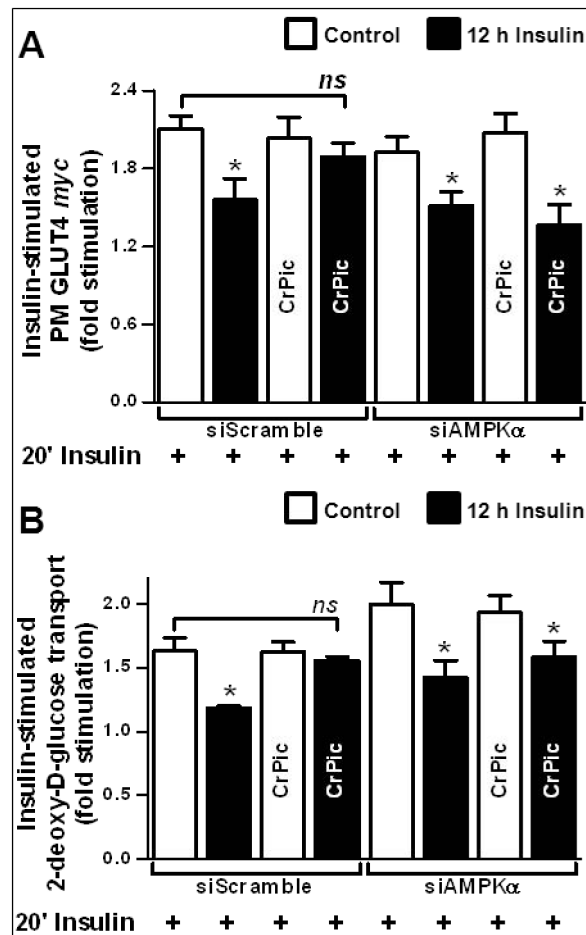 A
Control 12 h Insulin
Insulin-stimulated
PM GLUT4 myc
(fold stimulation)
2.4
1.8
1.2
0.6
0.0
ns
* * *
CrPic CrPic CrPic CrPic
siScramble siAMPKα
20' Insulin + + + + + + + +
B
Control 12 h Insulin
Insulin-stimulated
2-deoxy-D-glucose transport
(fold stimulation)
2.0
1.5
1.0
0.5
0.0
ns
* * *
CrPic CrPic CrPic CrPic
siScramble siAMPKα
20' Insulin + + + + + + + +